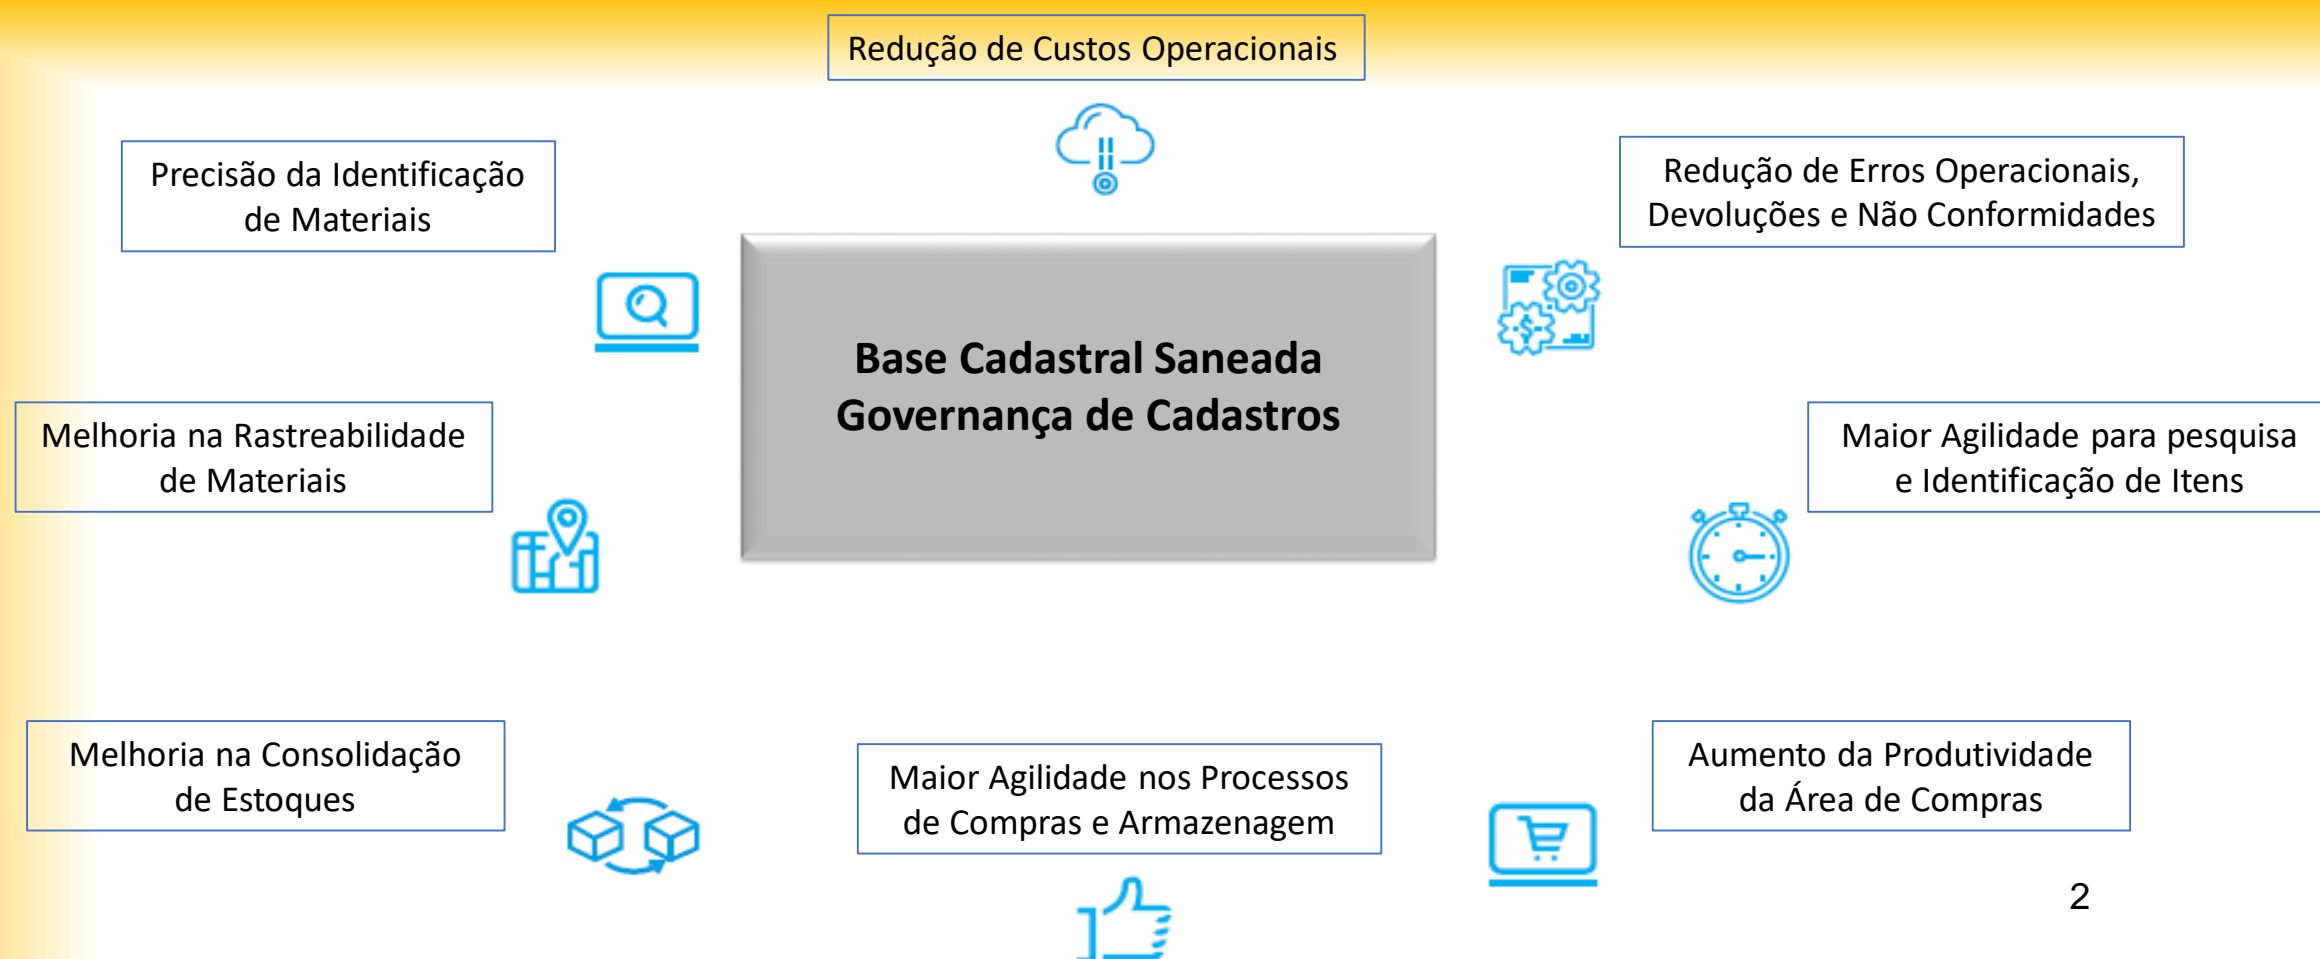 Redução de Custos Operacionais
Precisão da Identificação
de Materiais
Redução de Erros Operacionais,
Devoluções e Não Conformidades
Base Cadastral Saneada
Governança de Cadastros
Melhoria na Rastreabilidade
de Materiais
Maior Agilidade para pesquisa
e Identificação de Itens
Melhoria na Consolidação
de Estoques
Maior Agilidade nos Processos
de Compras e Armazenagem
Aumento da Produtividade
da Área de Compras
2